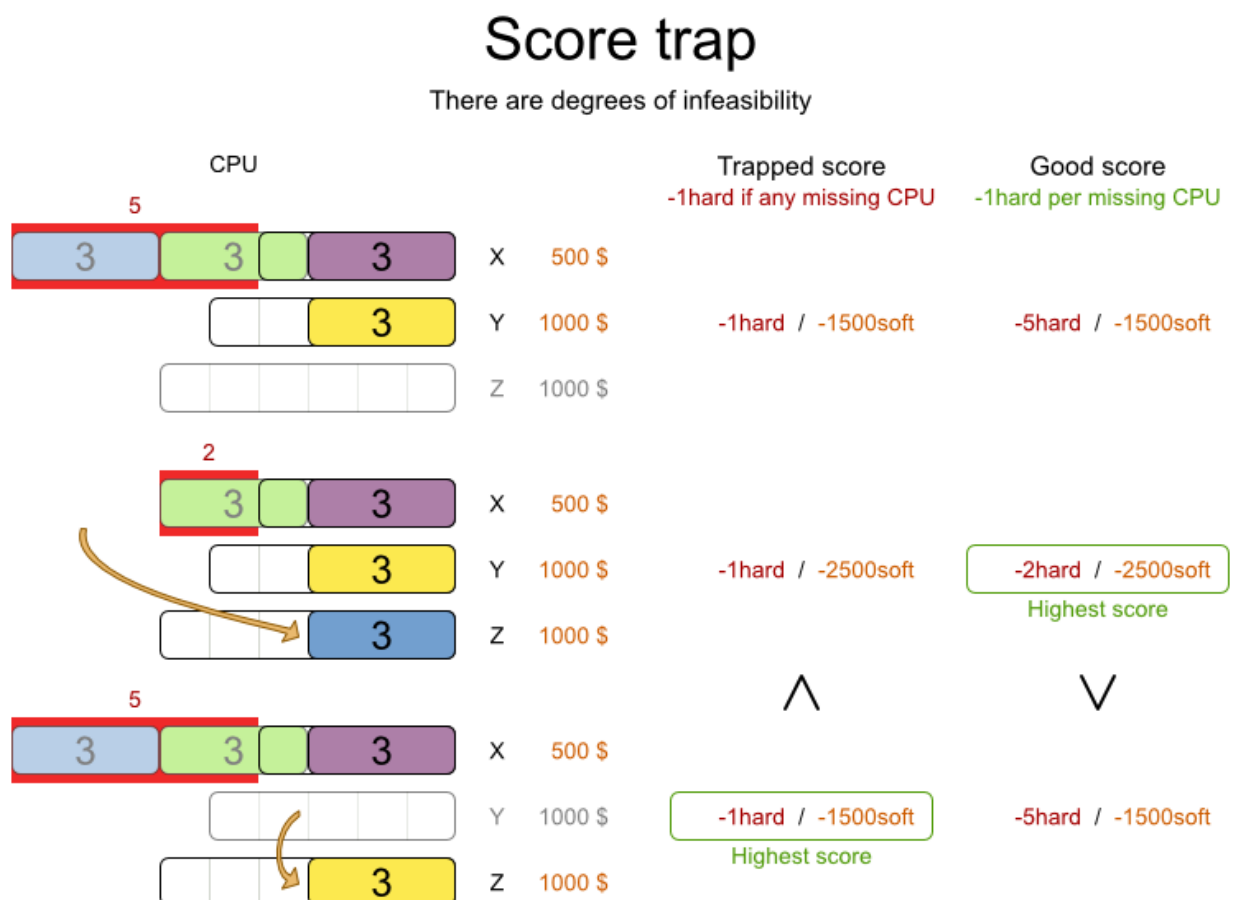 Score trap
There are degrees of infeasibility
CPU
Trapped score
Good score
-1hard if any missing CPU
-1hard per missing CPU
5
3 3 3 X 500 $
3 Y 1000 $ -1hard / -1500soft -5hard / -1500soft
Z 1000 $
2
3 3 X 500 $
3 Y 1000 $ -1hard / -2500soft -2hard / -2500soft
Highest score
3 Z 1000 $
5
3 3 3 X 500 $
Y 1000 $ -1hard / -1500soft -5hard / -1500soft
Highest score
3 Z 1000 $